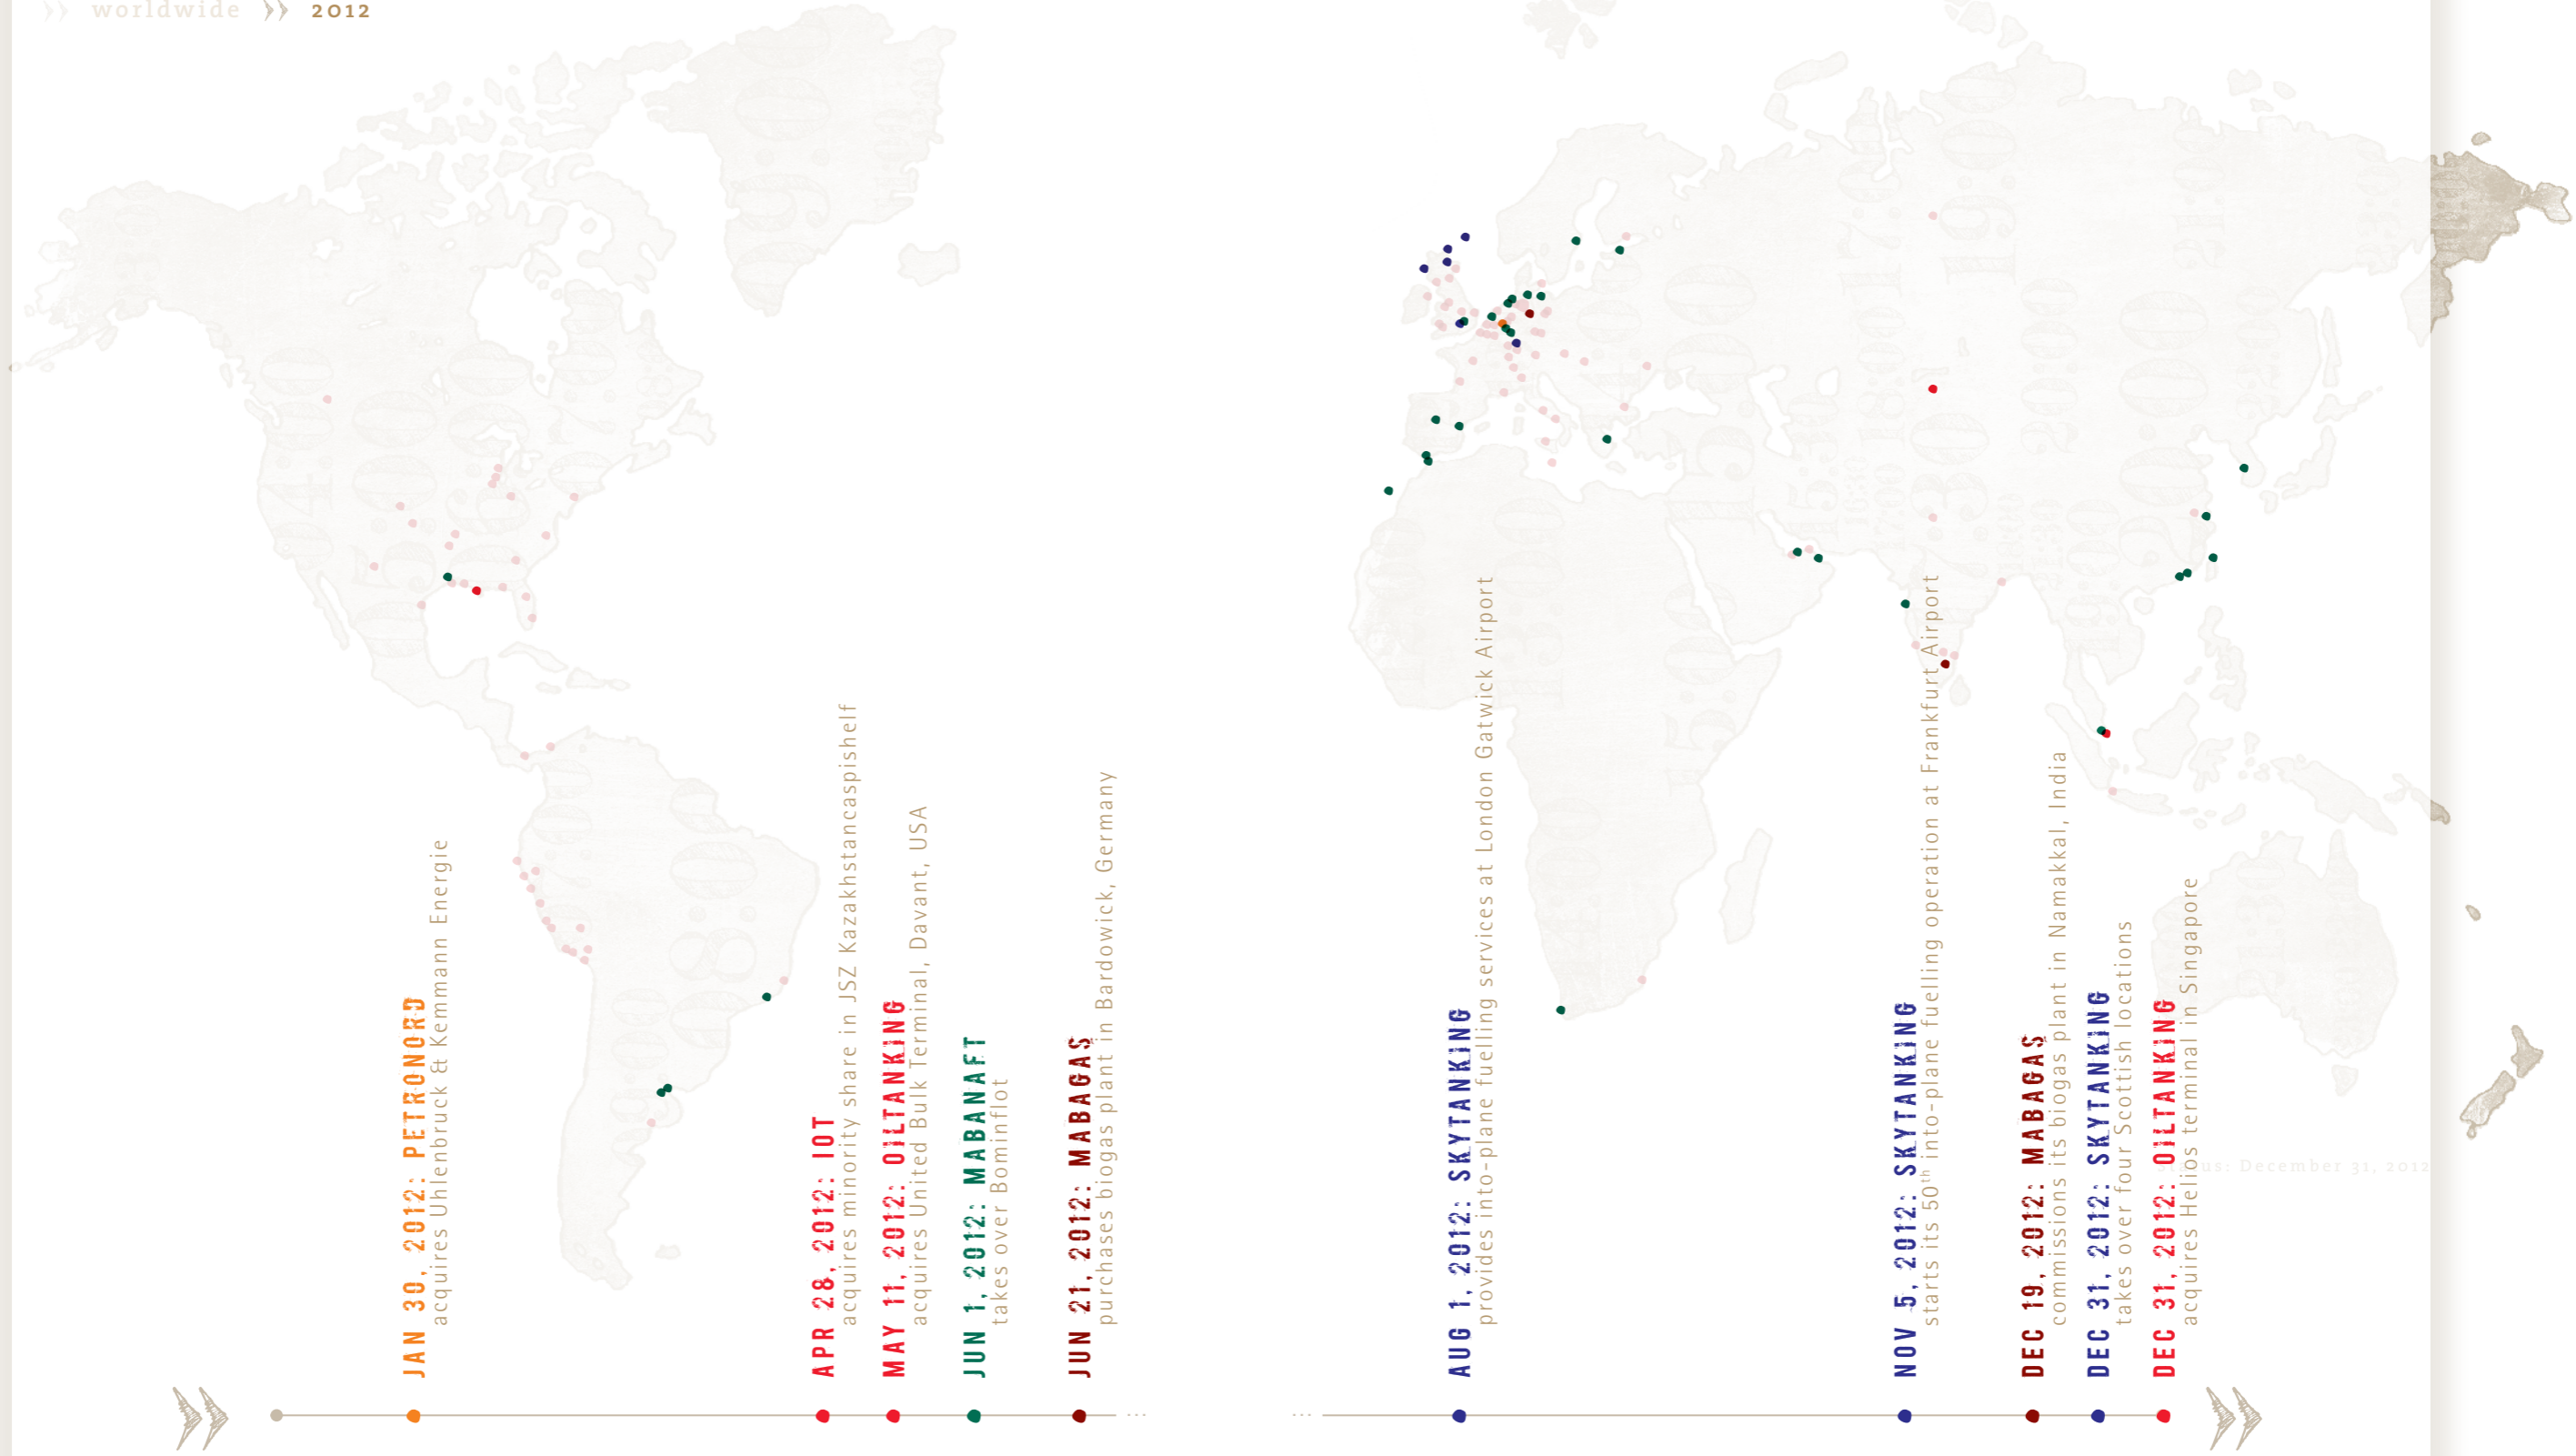 ›› worldwide ›› 2012
JAN 30, 2012: PETRONORD
acquires Uhlenbruck & Kemmann Energie
APR 28, 2012: IOT
acquires minority share in JSZ Kazakhstancaspishelf
MAY 11, 2012: OILTANKING
acquires United Bulk Terminal, Davant, USA
JUN 1, 2012: MABANAFT
takes over Bominflot
JUN 21, 2012: MABAGAS
purchases biogas plant in Bardowick, Germany
...
...
AUG 1, 2012: SKYTANKING
provides into-plane fuelling services at London Gatwick Airport
NOV 5, 2012: SKYTANKING
starts its 50th into-plane fuelling operation at Frankfurt Airport
DEC 19, 2012: MABAGAS
commissions its biogas plant in Namakkal, India
DEC 31, 2012: SKYTANKING
takes over four Scottish locations
DEC 31, 2012: OILTANKING
acquires Helios terminal in Singapore
Status: December 31, 2012